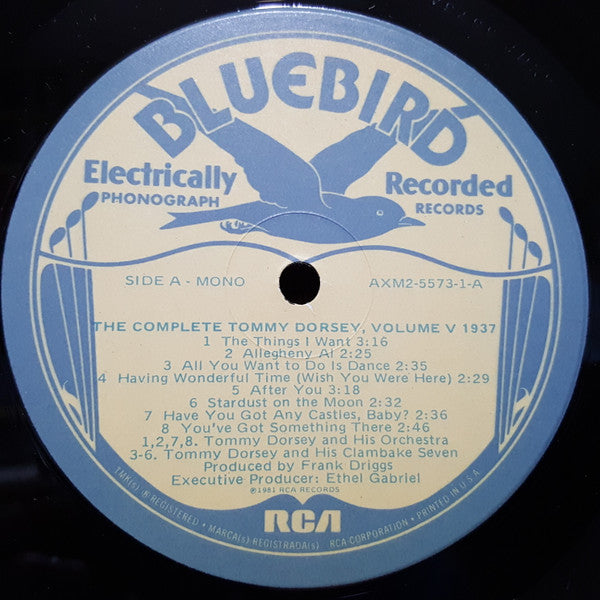 BLUEBIRD
Electrically Recorded
PHONOGRAPH RECORDS
SIDE A - MONO AXM2-5573-1-A
THE COMPLETE TOMMY DORSEY, VOLUME V 1937
1 The Things I Want 3:16
2 Allegheny Al 2:25
3 All You Want to Do Is Dance 2:35
4 Having Wonderful Time (Wish You Were Here) 2:29
5 After You 3:18
6 Stardust on the Moon 2:32
7 Have You Got Any Castles, Baby? 2:36
8 You've Got Something There 2:46
1,2,7,8. Tommy Dorsey and His Orchestra
3-6. Tommy Dorsey and His Clambake Seven
Produced by Frank Driggs
Executive Producer: Ethel Gabriel
℗1981 RCA RECORDS
RCA
TMK(s) ® REGISTERED • MARCA(s) REGISTRADA(s) RCA CORPORATION • PRINTED IN U.S.A.